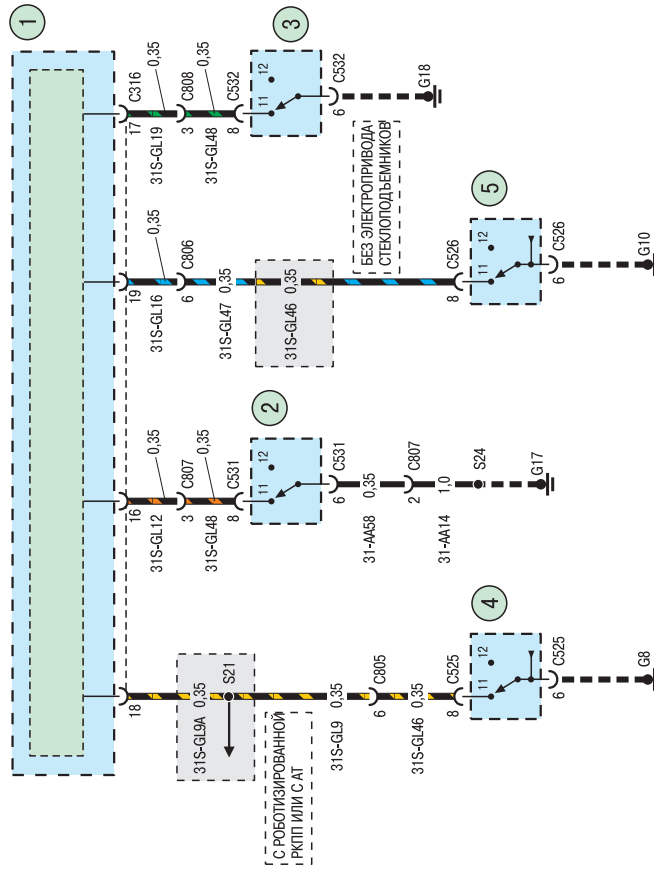 1
18
31S-GL9A 0,35
S21
С РОБОТИЗИРОВАННОЙ
РКПП ИЛИ С АТ
31S-GL9 0,35
6 C805
31S-GL46 0,35
8 C525
11 12
4
6 C525
G8
16
31S-GL12 0,35
3 C807
31S-GL48 0,35
8 C531
11 12
2
6 C531
31-AA58 0,35
2 C807
31-AA14 1,0
S24
G17
19
31S-GL16 0,35
6 C806
31S-GL47 0,35
31S-GL46 0,35
БЕЗ ЭЛЕКТРОПРИВОДА
СТЕКЛОПОДЪЕМНИКОВ
8 C526
11 12
5
6 C526
G10
17 C316
31S-GL19 0,35
3 C808
31S-GL48 0,35
8 C532
11 12
3
6 C532
G18